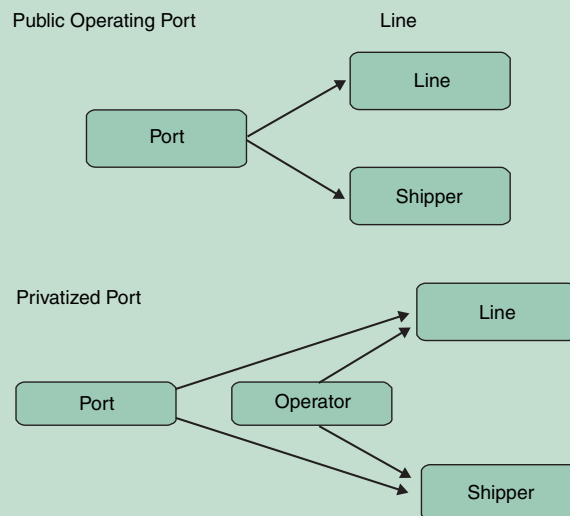 Public Operating Port
Line
Line
Port
Shipper
Privatized Port
Line
Port
Operator
Shipper